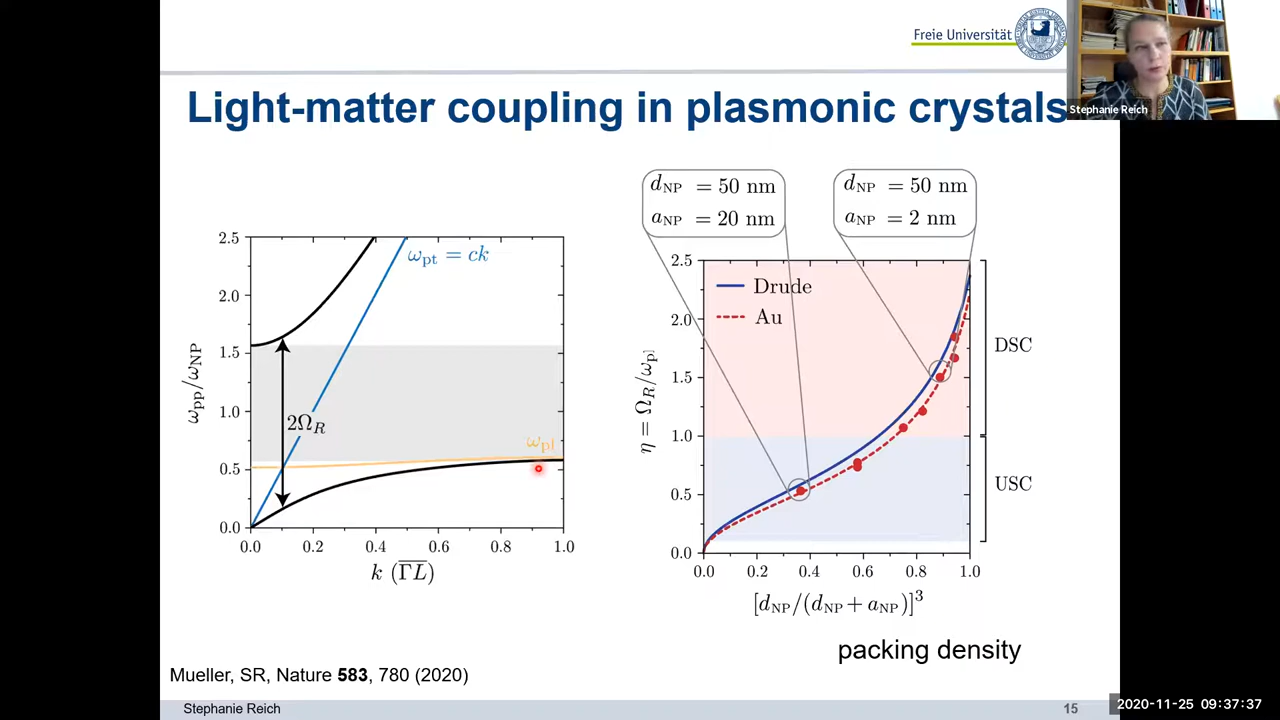 Freie Universität
Stephanie Reich
Light-matter coupling in plasmonic crystals
d_NP = 50 nm
a_NP = 20 nm
d_NP = 50 nm
a_NP = 2 nm
2.5
2.0
1.5
1.0
0.5
0.0
ω_pp/ω_NP
ω_pt = ck
2Ω_R
ω_pl
0.0 0.2 0.4 0.6 0.8 1.0
k (ΓL)
2.5
2.0
1.5
1.0
0.5
0.0
η = Ω_R/ω_pl
Drude
Au
DSC
USC
0.0 0.2 0.4 0.6 0.8 1.0
[d_NP/(d_NP + a_NP)]³
packing density
Mueller, SR, Nature 583, 780 (2020)
Stephanie Reich
15
2020-11-25 09:37:37